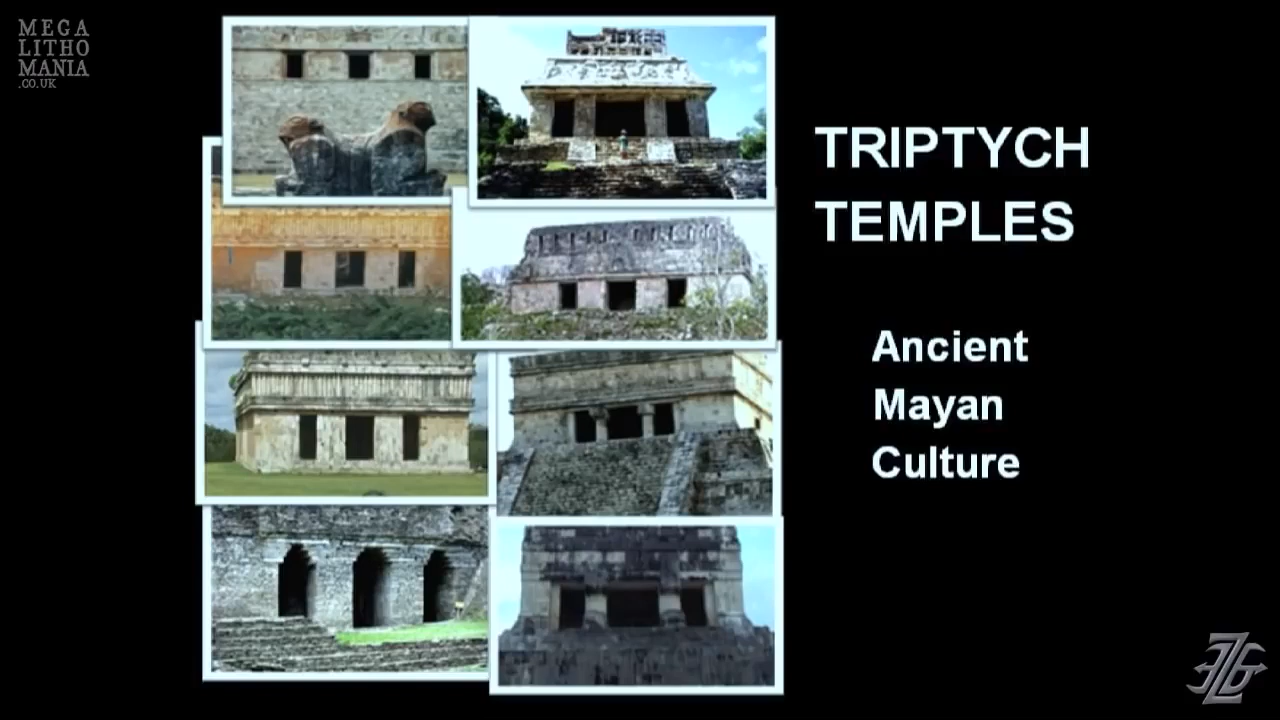 MEGA
LITHO
MANIA
.CO.UK
TRIPTYCH
TEMPLES
Ancient
Mayan
Culture